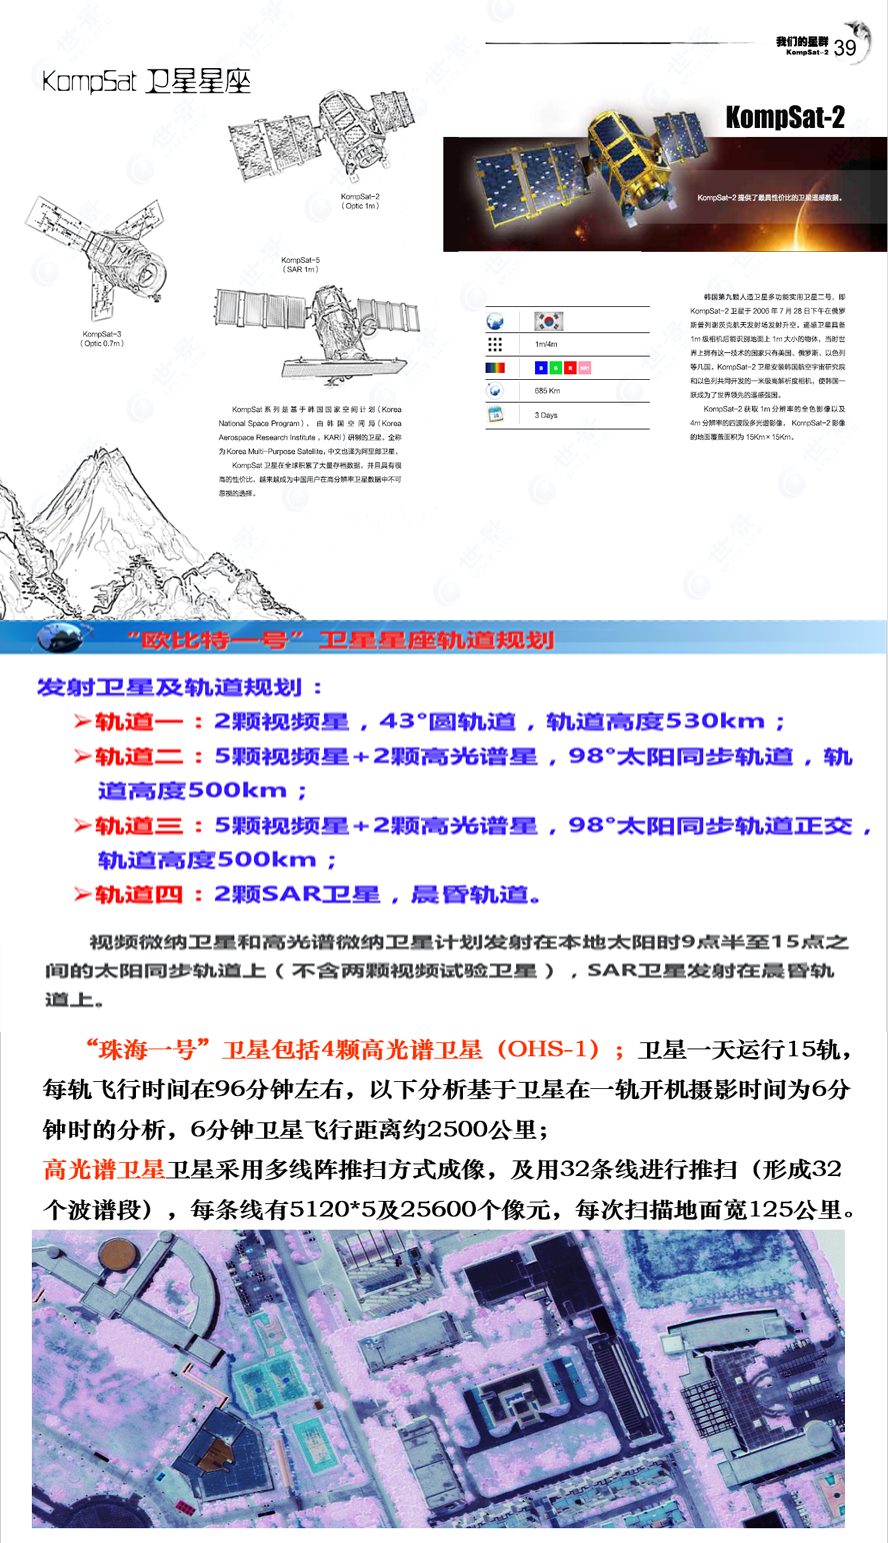 我们的星群
KompSat-2
39
KompSat 卫星星座
KompSat-2
(Optic 1m)
KompSat-5
(SAR 1m)
KompSat-3
(Optic 0.7m)
KompSat 系列是基于韩国国家空间计划(Korea
National Space Program),由韩国空间局(Korea
Aerospace Research Institute,KARI)研制的卫星,全称
为 Korea Multi-Purpose Satellite,中文也译为阿里郎卫星。
KompSat 卫星在全球积累了大量存档数据,并且具有很
高的性价比,越来越成为中国用户在高分辨率卫星数据中不可
忽视的选择。
KompSat-2
KompSat-2 提供了最具性价比的卫星遥感数据。
1m/4m
B G R NIR1
685 Km
3 Days
韩国第九颗人造卫星多功能实用卫星二号,即
KompSat-2 卫星于 2006 年 7 月 28 日下午在俄罗
斯普列谢茨克航天发射场发射升空。遥感卫星具备
1m 级相机后能识别地面上 1m 大小的物体,当时世
界上拥有这一技术的国家只有美国、俄罗斯、以色列
等几国。KompSat-2 卫星安装韩国航空宇宙研究院
和以色列共同开发的一米级高解析度相机,使韩国一
跃成为了世界领先的遥感强国。
KompSat-2 获取 1m 分辨率的全色影像以及
4m 分辨率的四波段多光谱影像, KompSat-2 影像
的地面覆盖面积为 15Km×15Km。
“欧比特一号”卫星星座轨道规划
发射卫星及轨道规划:
➢轨道一:2颗视频星,43°圆轨道,轨道高度530km;
➢轨道二:5颗视频星+2颗高光谱星,98°太阳同步轨道,轨
道高度500km;
➢轨道三:5颗视频星+2颗高光谱星,98°太阳同步轨道正交,
轨道高度500km;
➢轨道四:2颗SAR卫星,晨昏轨道。
视频微纳卫星和高光谱微纳卫星计划发射在本地太阳时9点半至15点之
间的太阳同步轨道上(不含两颗视频试验卫星),SAR卫星发射在晨昏轨
道上。
“珠海一号”卫星包括4颗高光谱卫星(OHS-1);卫星一天运行15轨,
每轨飞行时间在96分钟左右,以下分析基于卫星在一轨开机摄影时间为6分
钟时的分析,6分钟卫星飞行距离约2500公里;
高光谱卫星卫星采用多线阵推扫方式成像,及用32条线进行推扫(形成32
个波谱段),每条线有5120*5及25600个像元,每次扫描地面宽125公里。